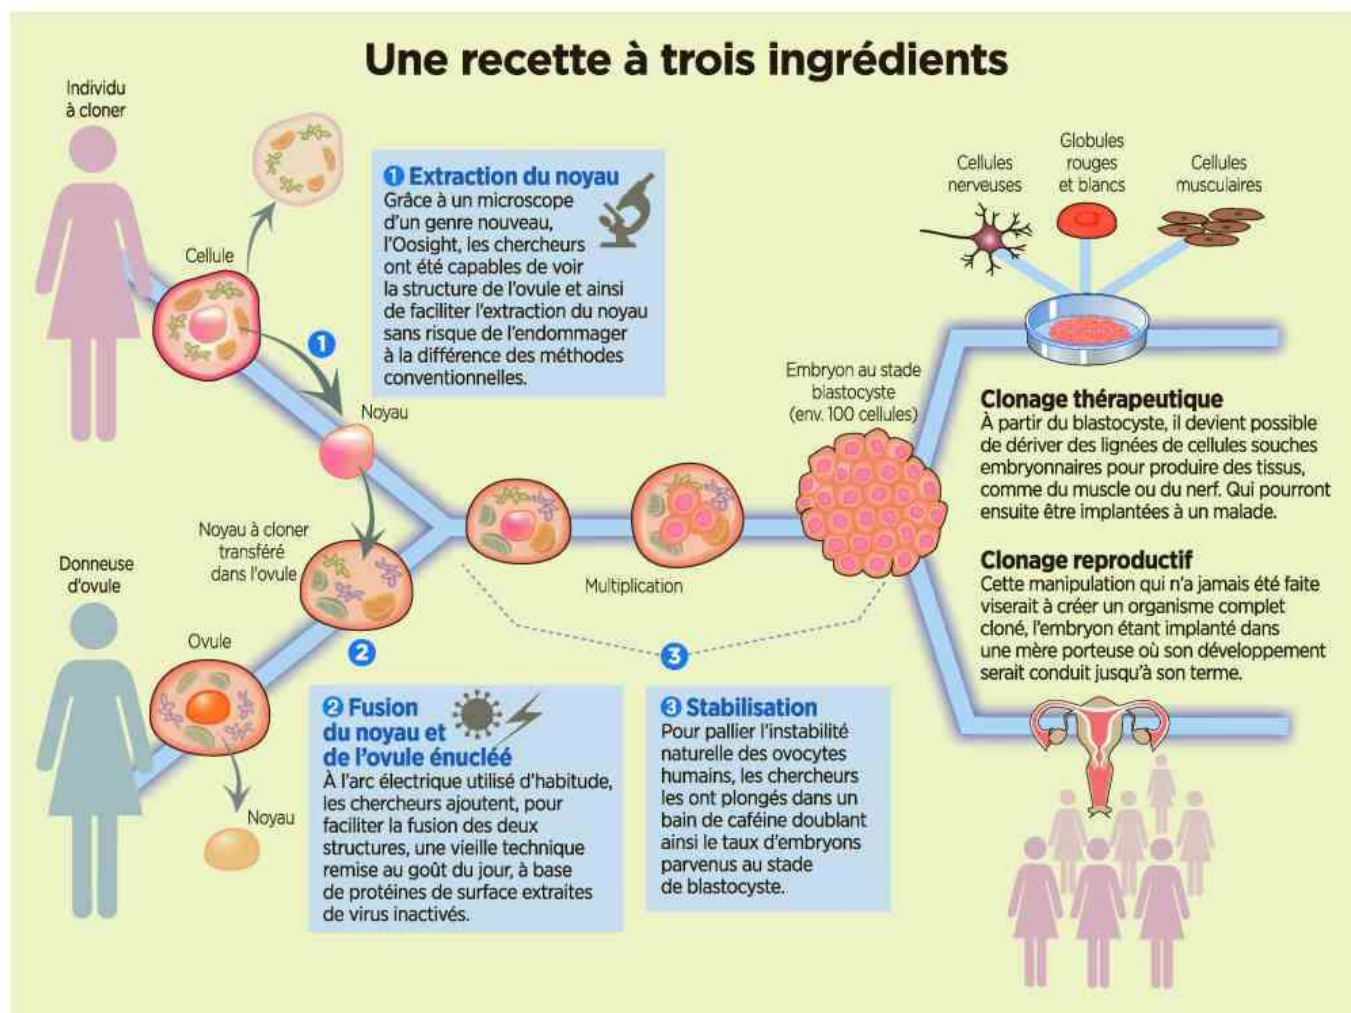 Une recette à trois ingrédients
Individu
à cloner
Cellule
1
Noyau
❶ Extraction du noyau
Grâce à un microscope
d'un genre nouveau,
l'Oosight, les chercheurs
ont été capables de voir
la structure de l'ovule et ainsi
de faciliter l'extraction du noyau
sans risque de l'endommager
à la différence des méthodes
conventionnelles.
Noyau à cloner
transféré
dans l'ovule
Donneuse
d'ovule
Ovule
Noyau
2
❷ Fusion
du noyau et
de l'ovule énucléé
À l'arc électrique utilisé d'habitude,
les chercheurs ajoutent, pour
faciliter la fusion des deux
structures, une vieille technique
remise au goût du jour, à base
de protéines de surface extraites
de virus inactivés.
Multiplication
3
❸ Stabilisation
Pour pallier l'instabilité
naturelle des ovocytes
humains, les chercheurs
les ont plongés dans un
bain de caféine doublant
ainsi le taux d'embryons
parvenus au stade
de blastocyste.
Embryon au stade
blastocyste
(env. 100 cellules)
Cellules
nerveuses
Globules
rouges
et blancs
Cellules
musculaires
Clonage thérapeutique
À partir du blastocyste, il devient possible
de dériver des lignées de cellules souches
embryonnaires pour produire des tissus,
comme du muscle ou du nerf. Qui pourront
ensuite être implantées à un malade.
Clonage reproductif
Cette manipulation qui n'a jamais été faite
viserait à créer un organisme complet
cloné, l'embryon étant implanté dans
une mère porteuse où son développement
serait conduit jusqu'à son terme.